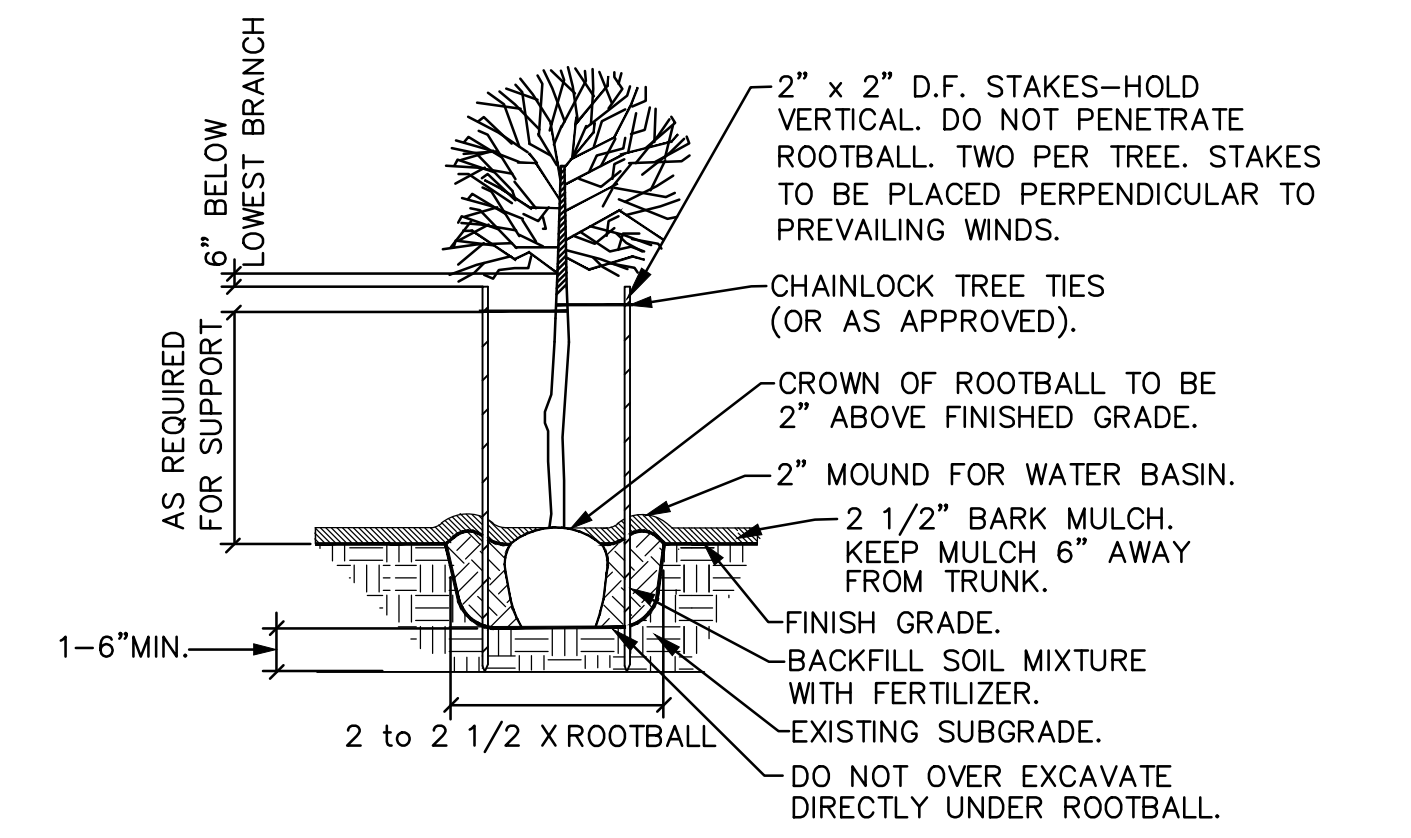 6” BELOW
LOWEST BRANCH
AS REQUIRED
FOR SUPPORT
1–6”MIN.
2 to 2 1/2 X ROOTBALL
2” x 2” D.F. STAKES–HOLD
VERTICAL. DO NOT PENETRATE
ROOTBALL. TWO PER TREE. STAKES
TO BE PLACED PERPENDICULAR TO
PREVAILING WINDS.
CHAINLOCK TREE TIES
(OR AS APPROVED).
CROWN OF ROOTBALL TO BE
2” ABOVE FINISHED GRADE.
2” MOUND FOR WATER BASIN.
2 1/2” BARK MULCH.
KEEP MULCH 6” AWAY
FROM TRUNK.
FINISH GRADE.
BACKFILL SOIL MIXTURE
WITH FERTILIZER.
EXISTING SUBGRADE.
DO NOT OVER EXCAVATE
DIRECTLY UNDER ROOTBALL.